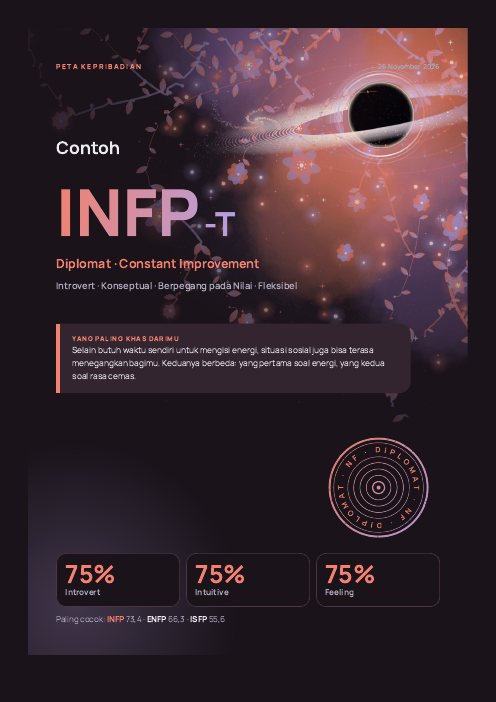 PETA KEPRIBADIAN
26 November 2026
Contoh
INFP -T
Diplomat · Constant Improvement
Introvert · Konseptual · Berpegang pada Nilai · Fleksibel
YANG PALING KHAS DARIMU
Selain butuh waktu sendiri untuk mengisi energi, situasi sosial juga bisa terasa
menegangkan bagimu. Keduanya berbeda: yang pertama soal energi, yang kedua
soal rasa cemas.
DIPLOMAT · NF · DIPLOMAT · NF ·
75%
Introvert
75%
Intuitive
75%
Feeling
Paling cocok: INFP 73,4 · ENFP 66,3 · ISFP 55,6